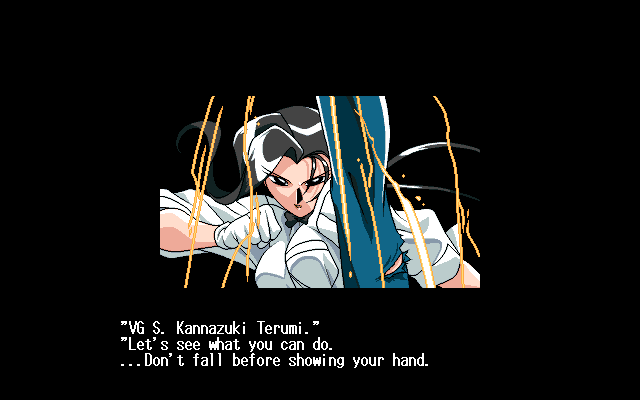 "VG S. Kannazuki Terumi."
"Let's see what you can do.
...Don't fall before showing your hand.